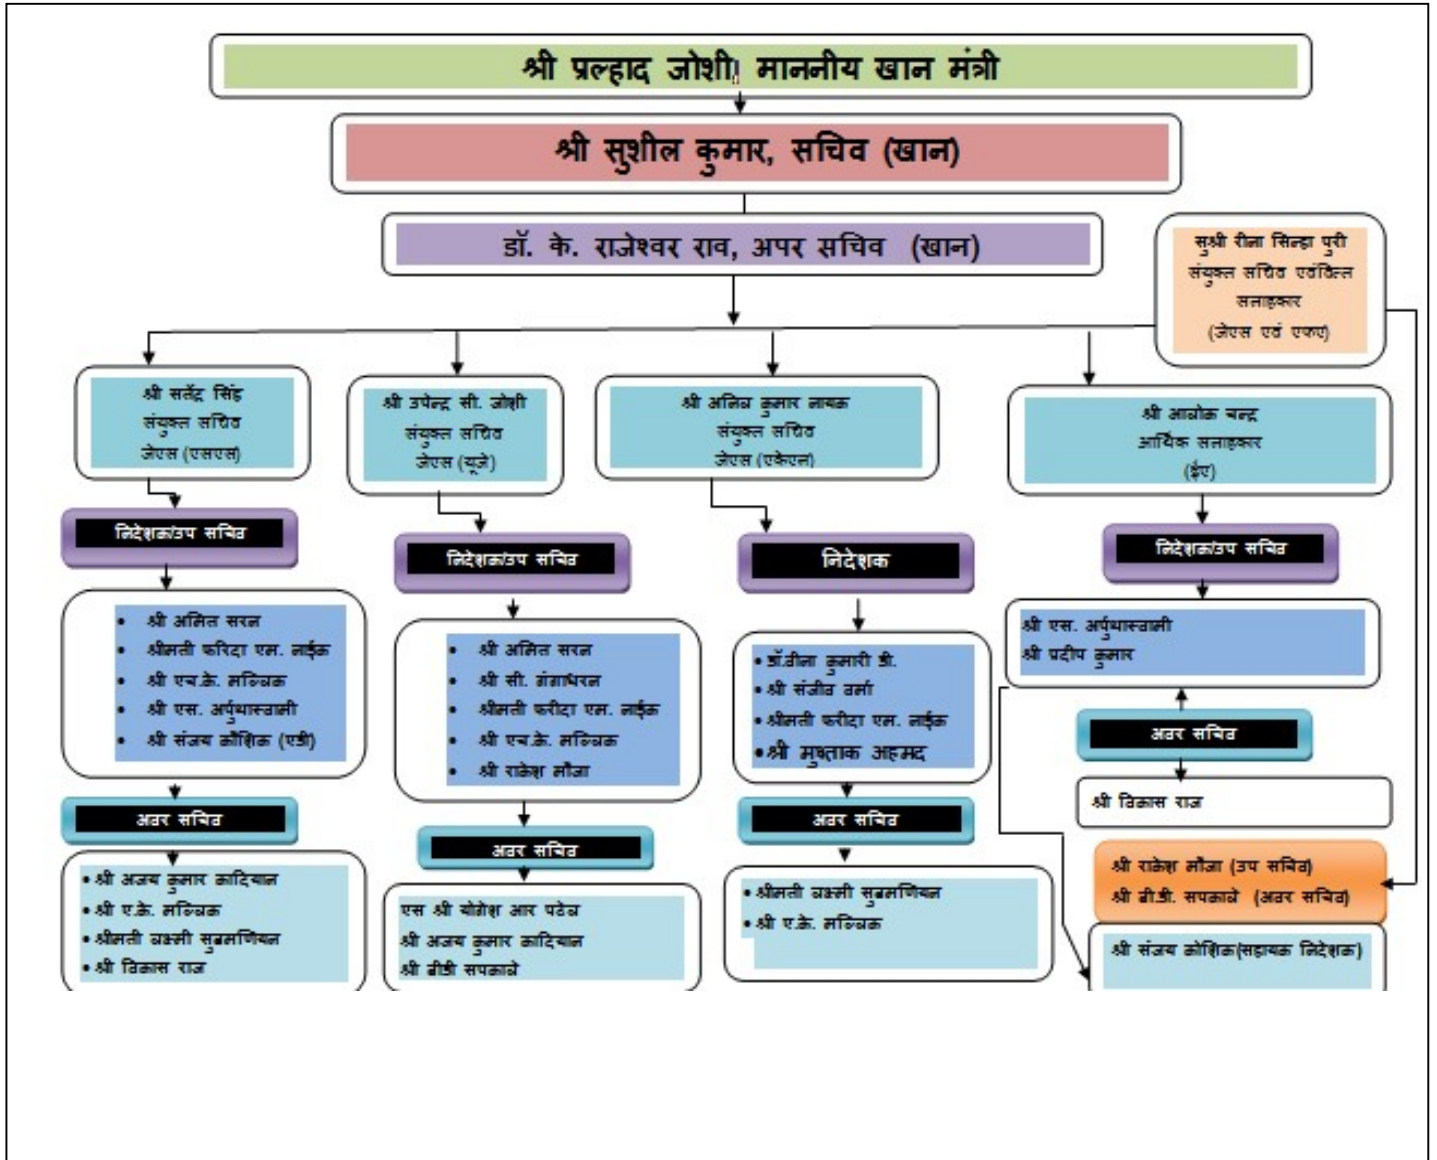 श्री प्रल्हाद जोशी, माननीय खान मंत्री
श्री सुशील कुमार, सचिव (खान)
डॉ. के. राजेश्वर राव, अपर सचिव (खान)
सुश्री रीना सिन्हा पुरी
संयुक्त सचिव एवंवित्त
सलाहकार
(जेएस एवं एफए)
श्री सतेंद्र सिंह
संयुक्त सचिव
जेएस (एसएस)
श्री उपेन्द्र सी. जोशी
संयुक्त सचिव
जेएस (यूजे)
श्री अनिल कुमार नायक
संयुक्त सचिव
जेएस (एकेएन)
श्री आलोक चन्द्र
आर्थिक सलाहकार
(ईए)
निदेशक/उप सचिव
निदेशक/उप सचिव
निदेशक
निदेशक/उप सचिव
• श्री अमित सरन
• श्रीमती फरिदा एम. नाईक
• श्री एच.के. मल्लिक
• श्री एस. अर्पुथास्वामी
• श्री संजय कौशिक (एडी)
• श्री अमित सरन
• श्री सी. गंगाधरन
• श्रीमती फरीदा एम. नाईक
• श्री एच.के. मल्लिक
• श्री राकेश मौजा
• डॉ.वीना कुमारी डी.
• श्री संजीव वर्मा
• श्रीमती फरीदा एम. नाईक
• श्री मुश्ताक अहमद
श्री एस. अर्पुथास्वामी
श्री प्रदीप कुमार
अवर सचिव
अवर सचिव
अवर सचिव
अवर सचिव
• श्री अजय कुमार कादियान
• श्री ए.के. मल्लिक
• श्रीमती लक्ष्मी सुब्रमणियन
• श्री विकास राज
एस श्री योगेश आर पटेल
श्री अजय कुमार कादियान
श्री बीडी सपकाले
• श्रीमती लक्ष्मी सुब्रमणियन
• श्री ए.के. मल्लिक
श्री विकास राज
श्री राकेश मौजा (उप सचिव)
श्री बी.डी. सपकाले (अवर सचिव)
श्री संजय कोशिक(सहायक निदेशक)